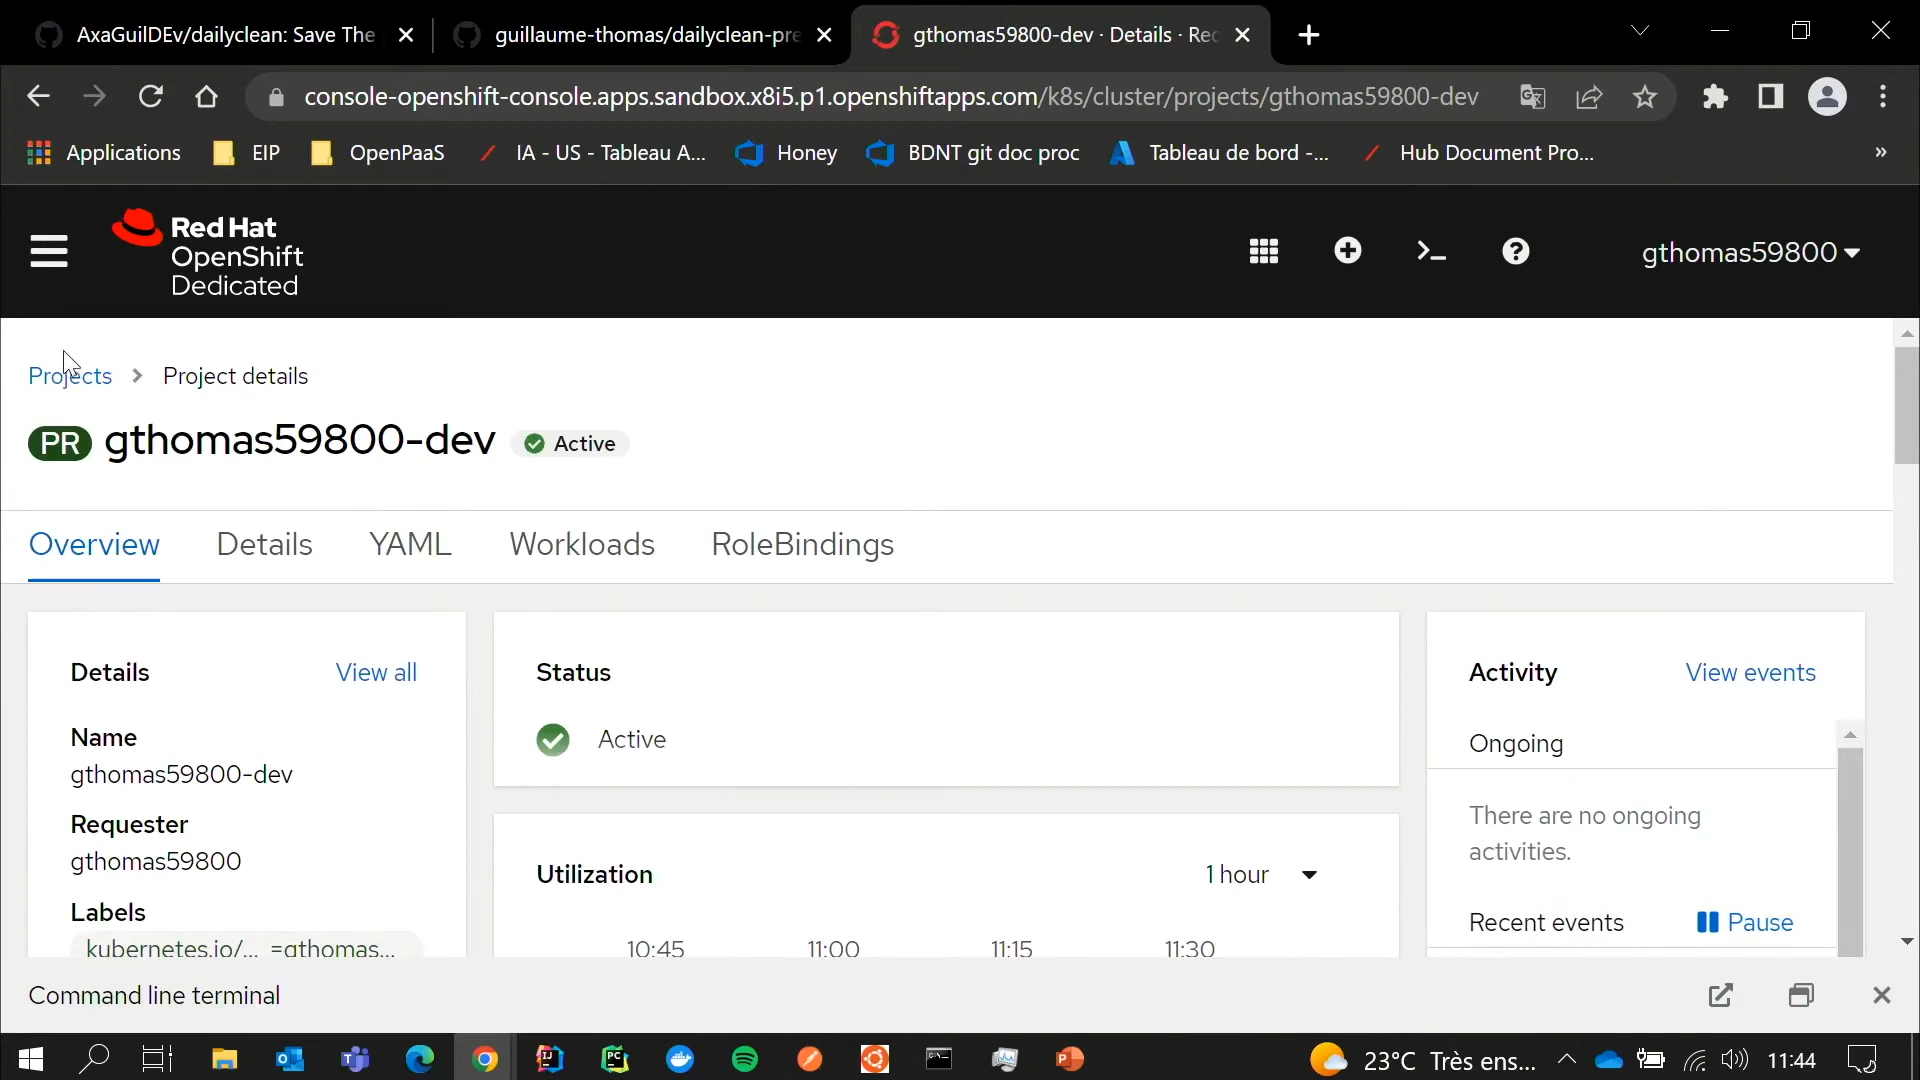 AxaGuilDEv/dailyclean: Save The
guillaume-thomas/dailyclean-pre
gthomas59800-dev · Details · Rec
console-openshift-console.apps.sandbox.x8i5.p1.openshiftapps.com/k8s/cluster/projects/gthomas59800-dev
Applications
EIP
OpenPaaS
IA - US - Tableau A...
Honey
BDNT git doc proc
Tableau de bord -...
Hub Document Pro...
»
Red Hat
OpenShift
Dedicated
gthomas59800
Projects > Project details
PR gthomas59800-dev Active
Overview
Details
YAML
Workloads
RoleBindings
Details
View all
Name
gthomas59800-dev
Requester
gthomas59800
Labels
kubernetes.io/... =gthomas...
Status
Active
Utilization
1 hour
10:45
11:00
11:15
11:30
Activity
View events
Ongoing
There are no ongoing
activities.
Recent events
Pause
Command line terminal
23°C Très ens...
11:44